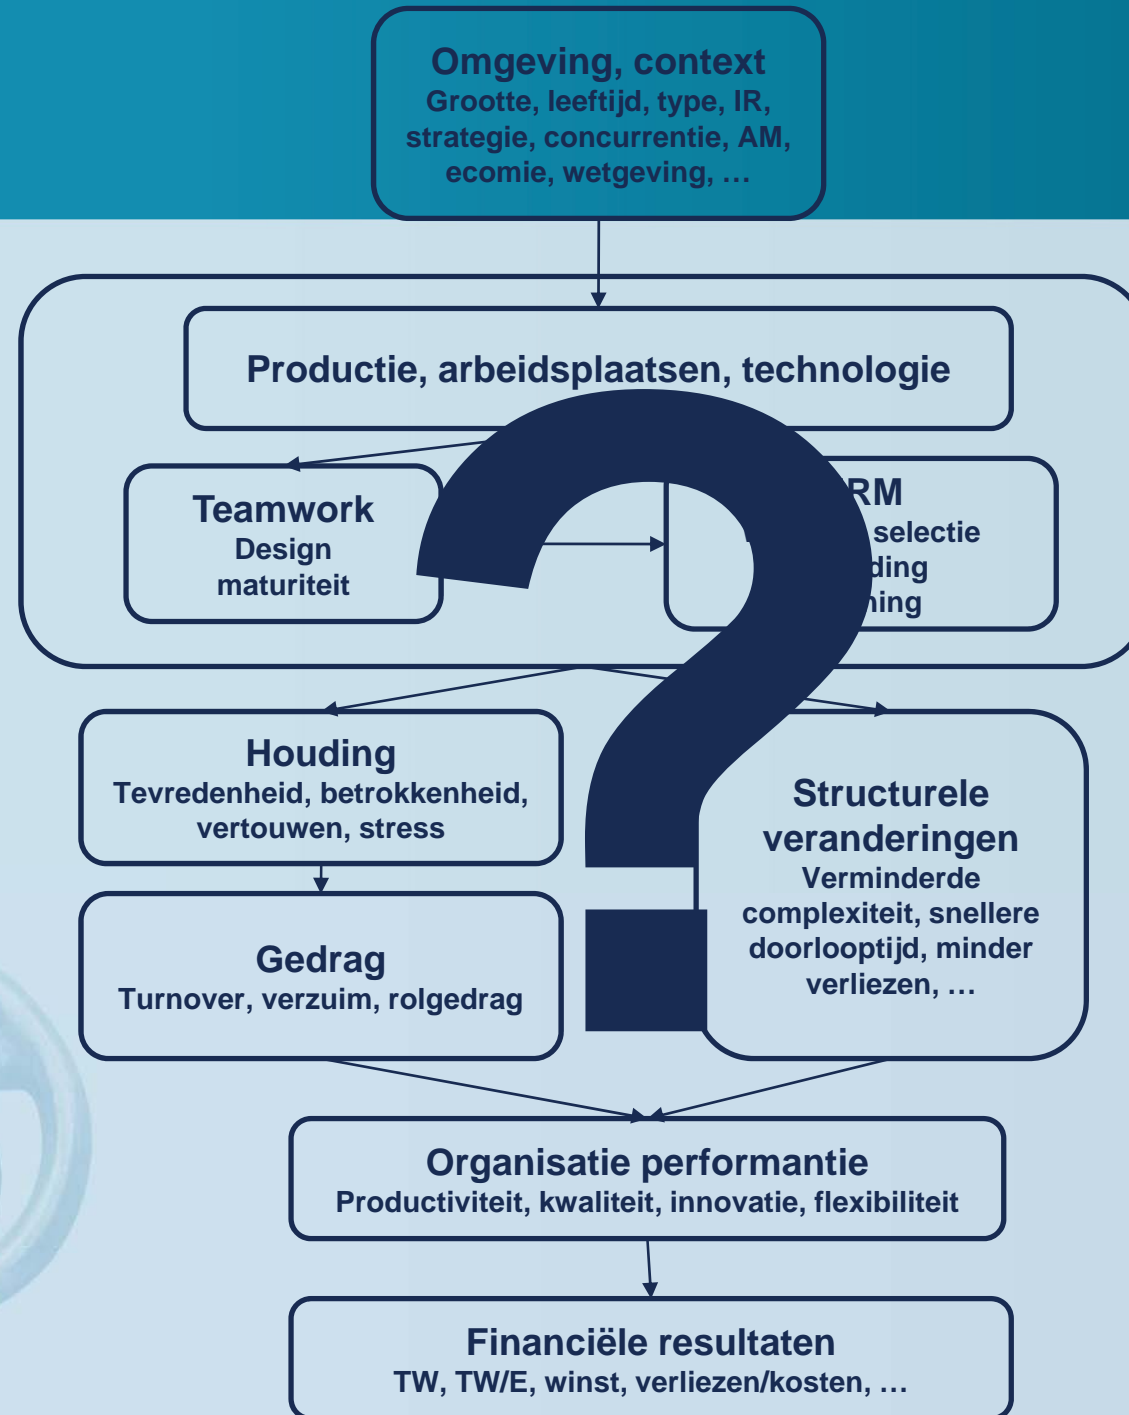 Omgeving, context
Grootte, leeftijd, type, IR,
strategie, concurrentie, AM,
ecomie, wetgeving, …
Productie, arbeidsplaatsen, technologie
Teamwork
Design
maturiteit
RM
selectie
Houding
Tevredenheid, betrokkenheid,
vertouwen, stress
Gedrag
Turnover, verzuim, rolgedrag
Structurele
veranderingen
Verminderde
complexiteit, snellere
doorlooptijd, minder
verliezen, …
Organisatie performantie
Productiviteit, kwaliteit, innovatie, flexibiliteit
Financiële resultaten
TW, TW/E, winst, verliezen/kosten, …